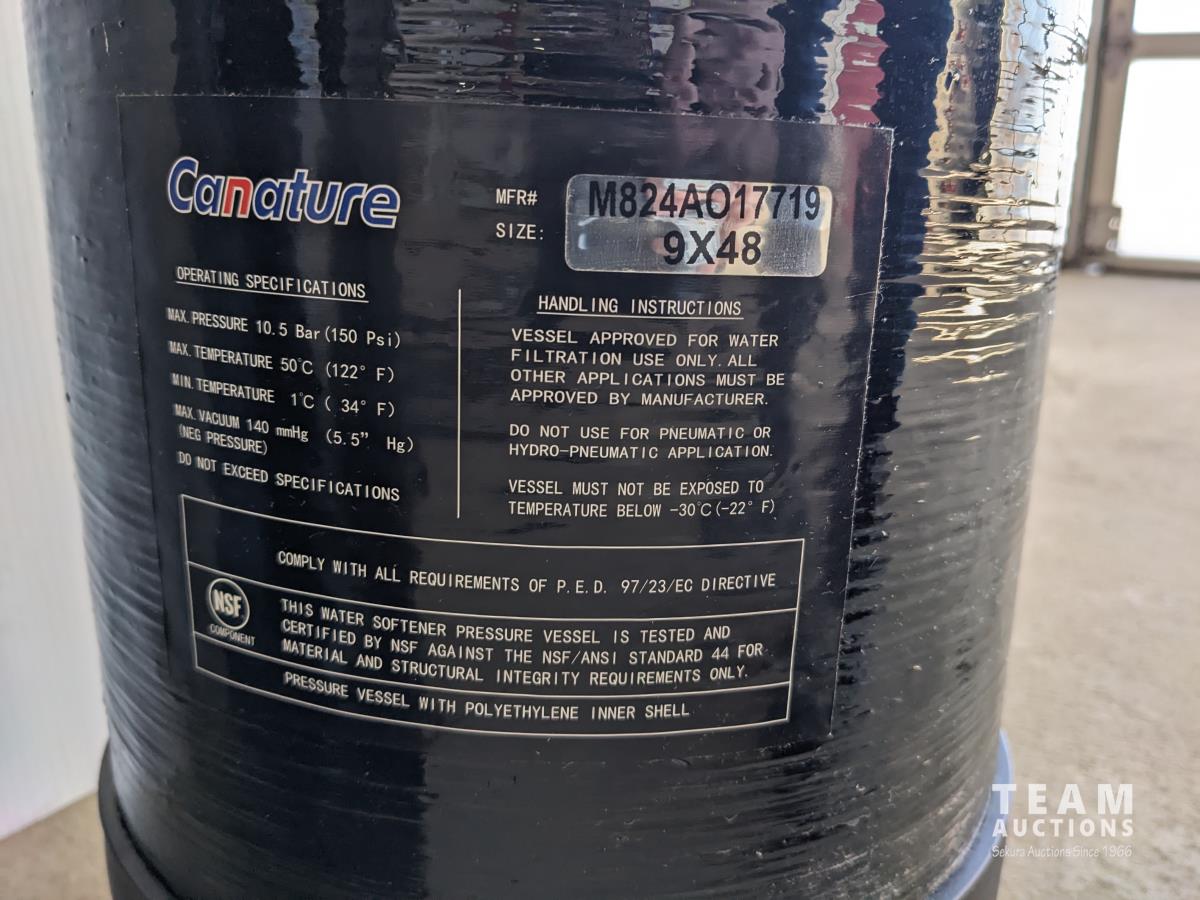 Canature
MFR# M824AO17719
SIZE: 9X48
OPERATING SPECIFICATIONS
MAX. PRESSURE 10.5 Bar (150 Psi)
MAX. TEMPERATURE 50℃ (122° F)
MIN. TEMPERATURE 1℃ ( 34° F)
MAX. VACUUM 140 mmHg (5.5” Hg)
(NEG PRESSURE)
DO NOT EXCEED SPECIFICATIONS
HANDLING INSTRUCTIONS
VESSEL APPROVED FOR WATER
FILTRATION USE ONLY. ALL
OTHER APPLICATIONS MUST BE
APPROVED BY MANUFACTURER.
DO NOT USE FOR PNEUMATIC OR
HYDRO-PNEUMATIC APPLICATION.
VESSEL MUST NOT BE EXPOSED TO
TEMPERATURE BELOW -30℃(-22° F)
COMPLY WITH ALL REQUIREMENTS OF P.E.D. 97/23/EC DIRECTIVE
NSF
COMPONENT
THIS WATER SOFTENER PRESSURE VESSEL IS TESTED AND
CERTIFIED BY NSF AGAINST THE NSF/ANSI STANDARD 44 FOR
MATERIAL AND STRUCTURAL INTEGRITY REQUIREMENTS ONLY.
PRESSURE VESSEL WITH POLYETHYLENE INNER SHELL
TEAM
AUCTIONS
Sekura Auctions Since 1966